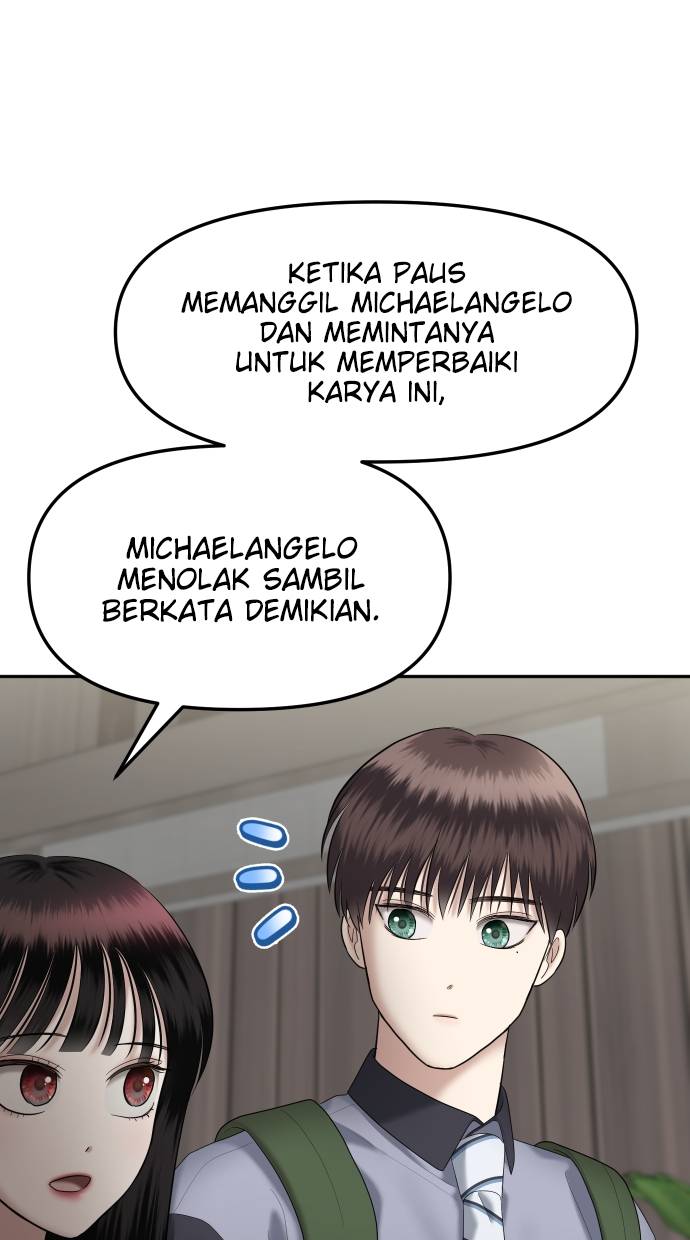 KETIKA PAUS
MEMANGGIL MICHAELANGELO
DAN MEMINTANYA
UNTUK MEMPERBAIKI
KARYA INI,
MICHAELANGELO
MENOLAK SAMBIL
BERKATA DEMIKIAN.